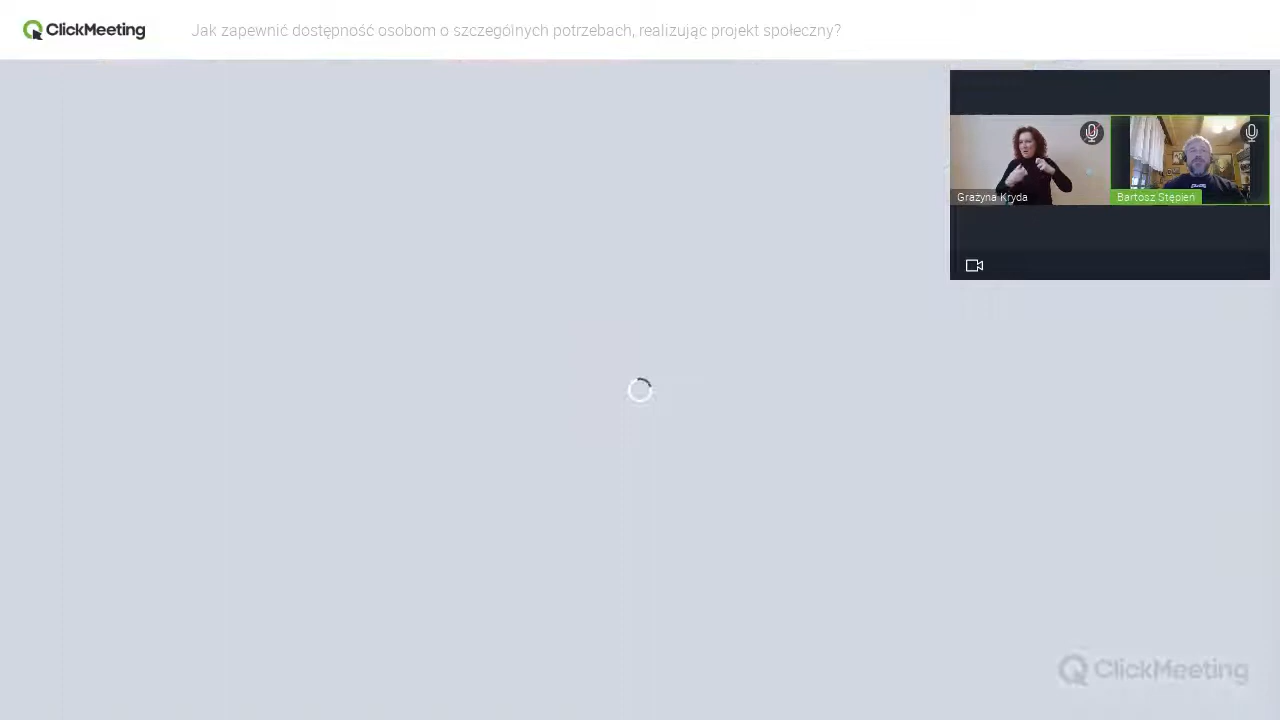 ClickMeeting
Jak zapewnić dostępność osobom o szczególnych potrzebach, realizując projekt społeczny?
Grażyna Kryda
Bartosz Stępień
ClickMeeting